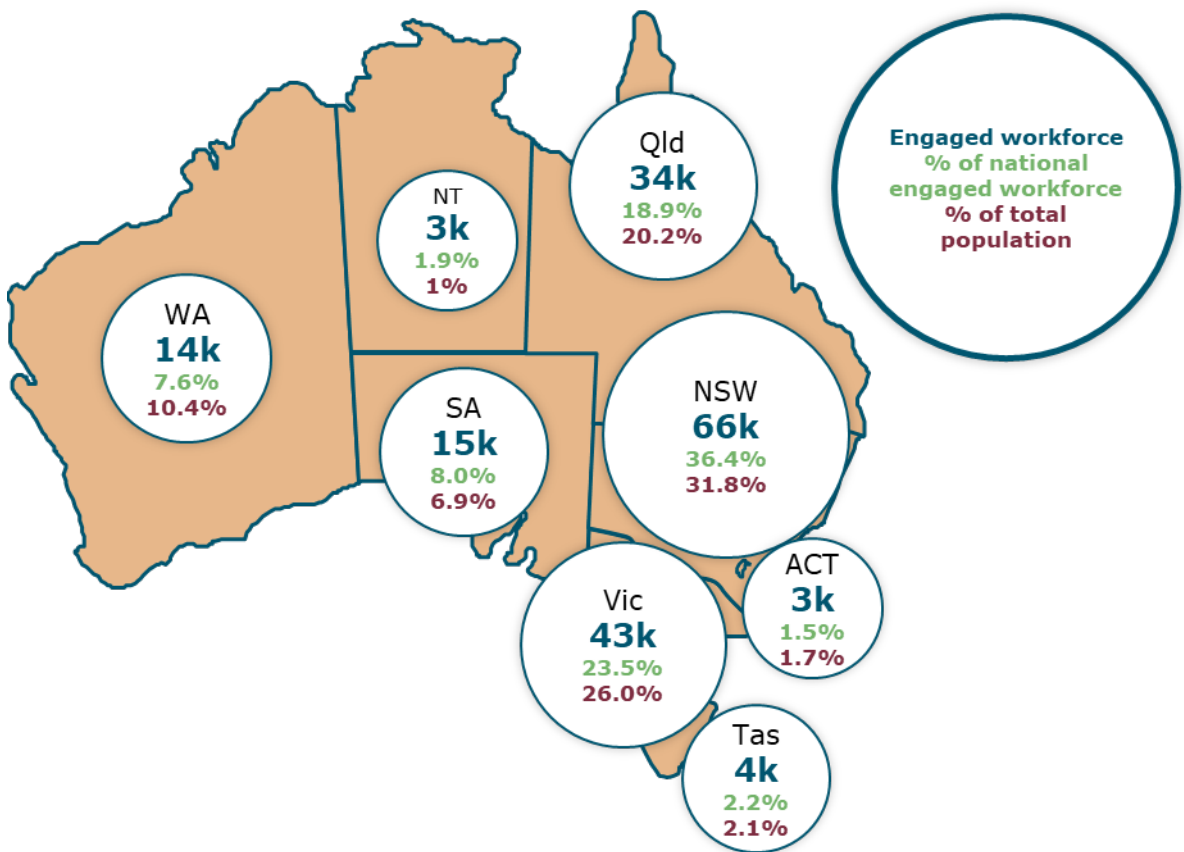 Engaged workforce
% of national
engaged workforce
% of total
population
Qld
34k
18.9%
20.2%
NT
3k
1.9%
1%
WA
14k
7.6%
10.4%
SA
15k
8.0%
6.9%
NSW
66k
36.4%
31.8%
Vic
43k
23.5%
26.0%
ACT
3k
1.5%
1.7%
Tas
4k
2.2%
2.1%